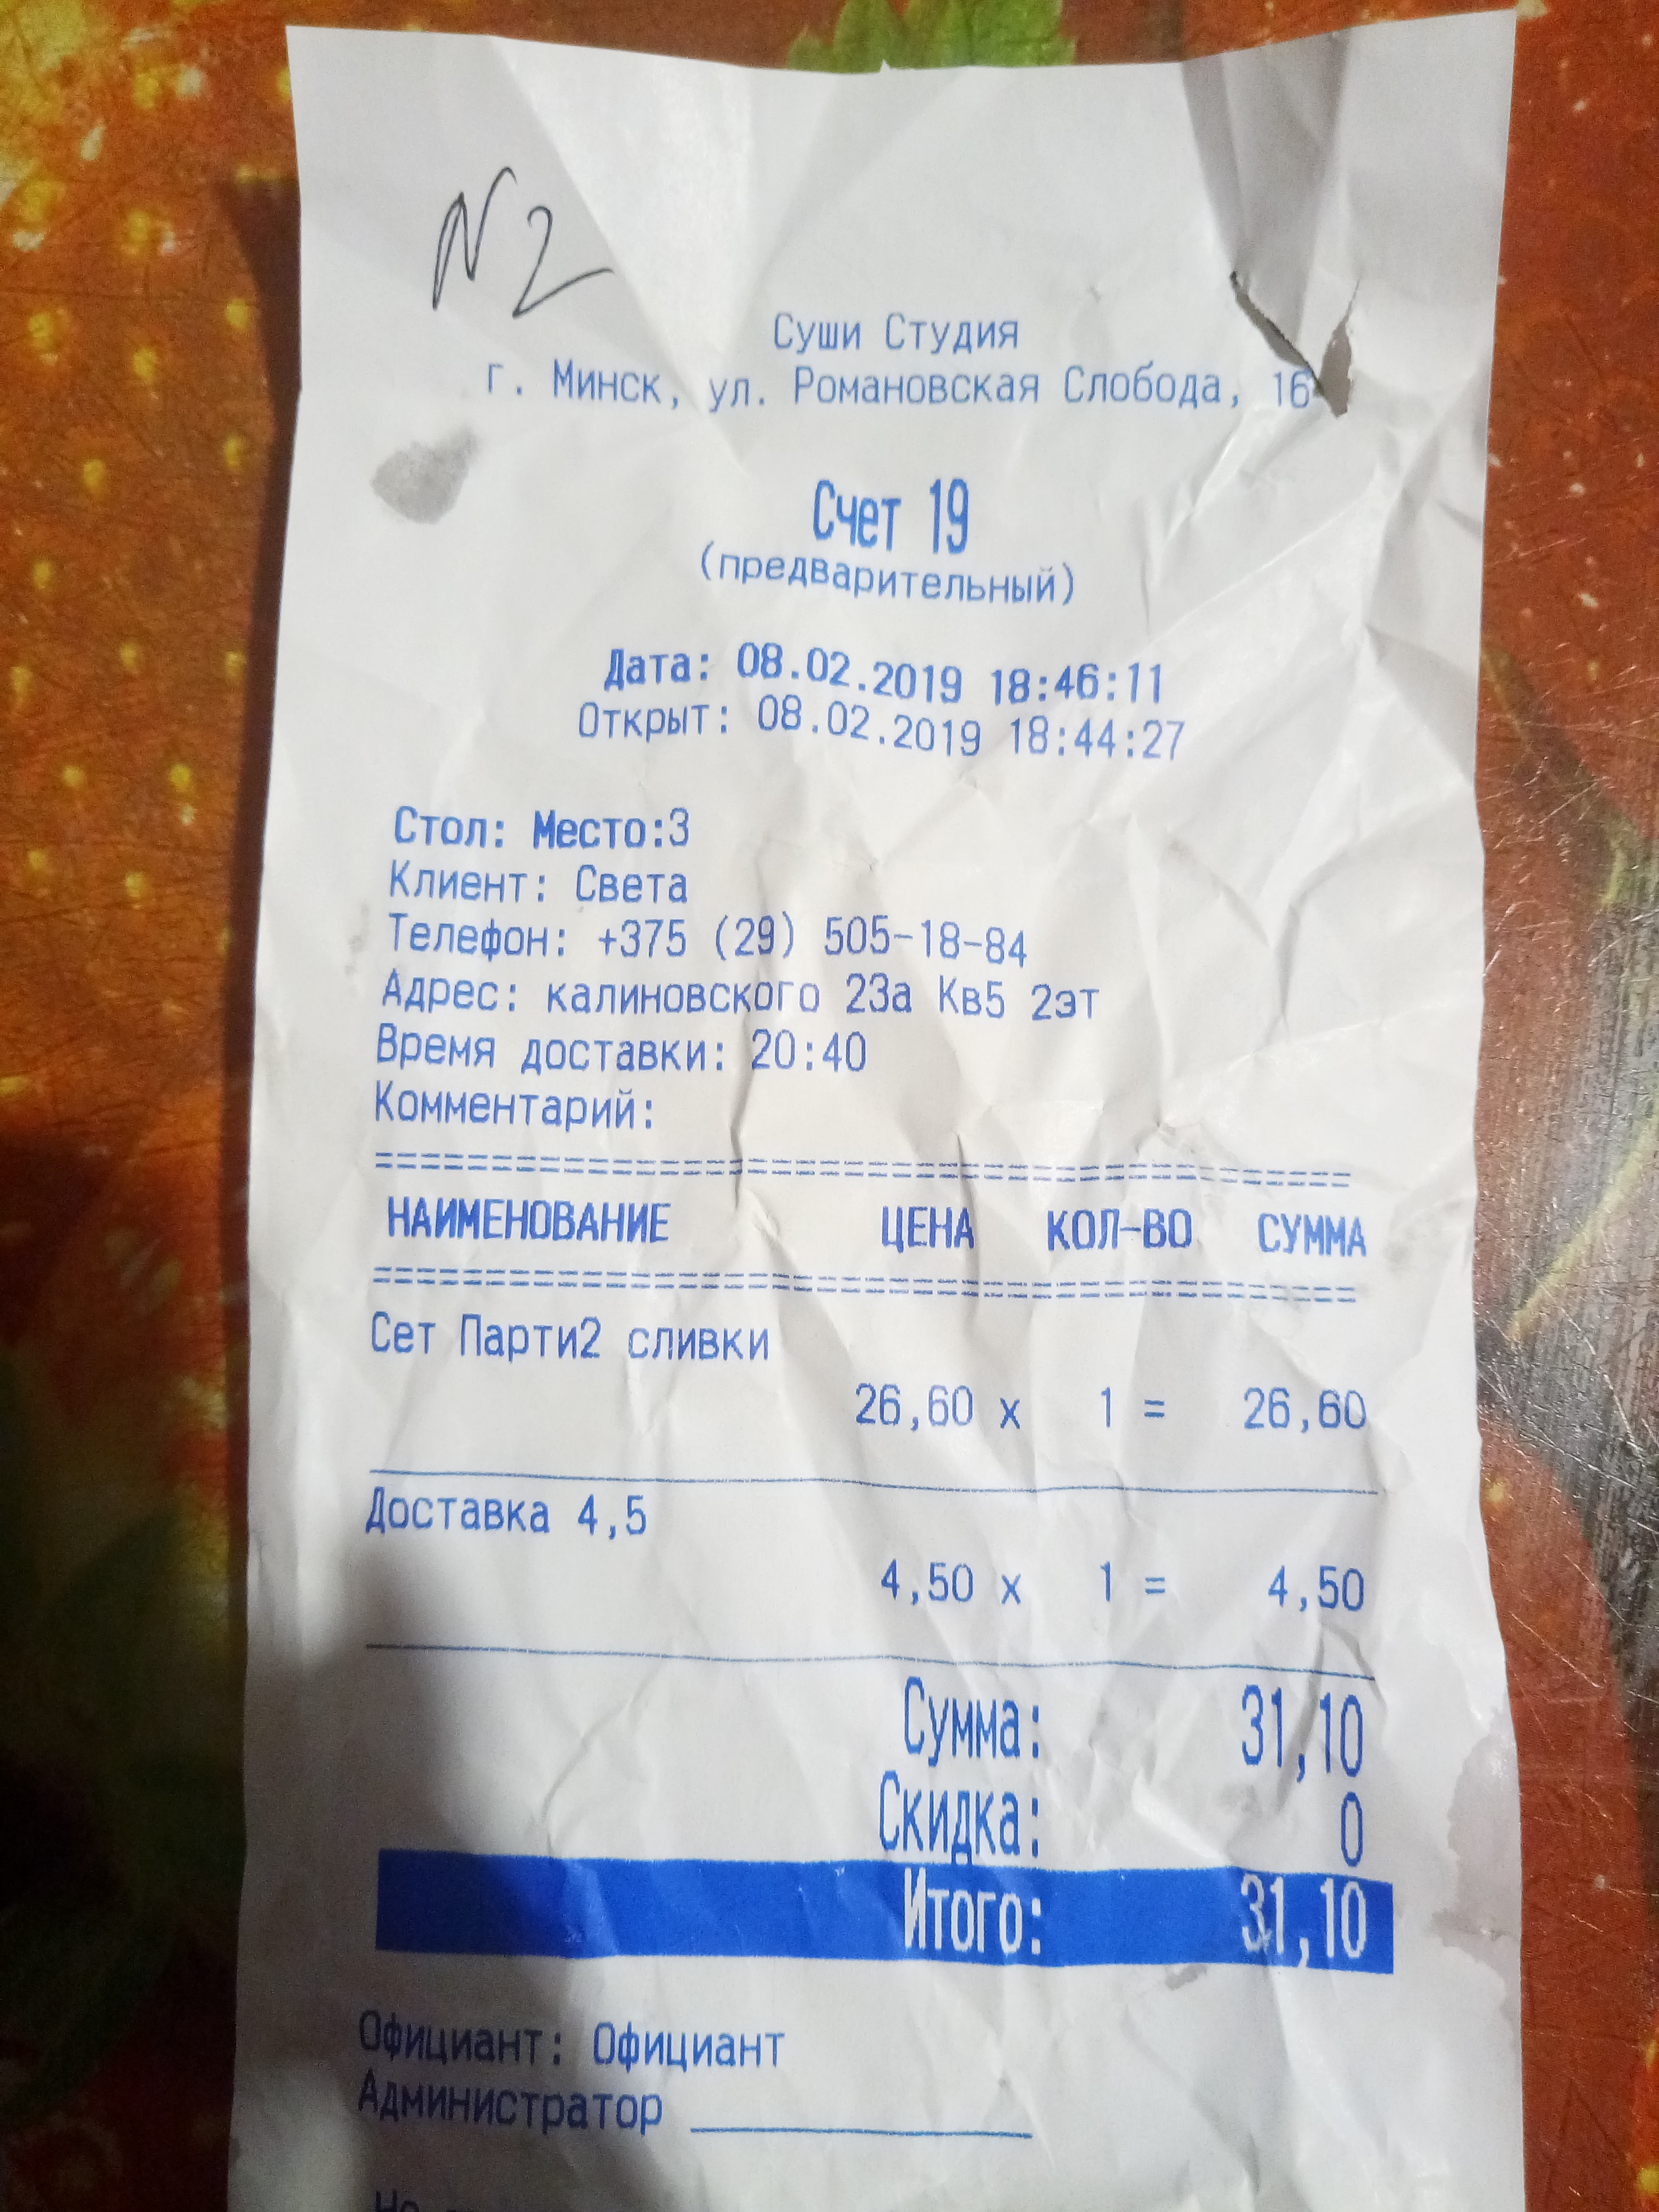 N2
Суши Студия
г. Минск, ул. Романовская Слобода, 16
Счет 19
(предварительный)
Дата: 08.02.2019 18:46:11
Открыт: 08.02.2019 18:44:27
Стол: Место:3
Клиент: Света
Телефон: +375 (29) 505-18-84
Адрес: калиновского 23а Кв5 2эт
Время доставки: 20:40
Комментарий:
НАИМЕНОВАНИЕ ЦЕНА КОЛ-ВО СУММА
Сет Парти2 сливки
26,60 x 1 = 26,60
Доставка 4,5
4,50 x 1 = 4,50
Сумма: 31,10
Скидка: 0
Итого: 31,10
Официант: Официант
Администратор